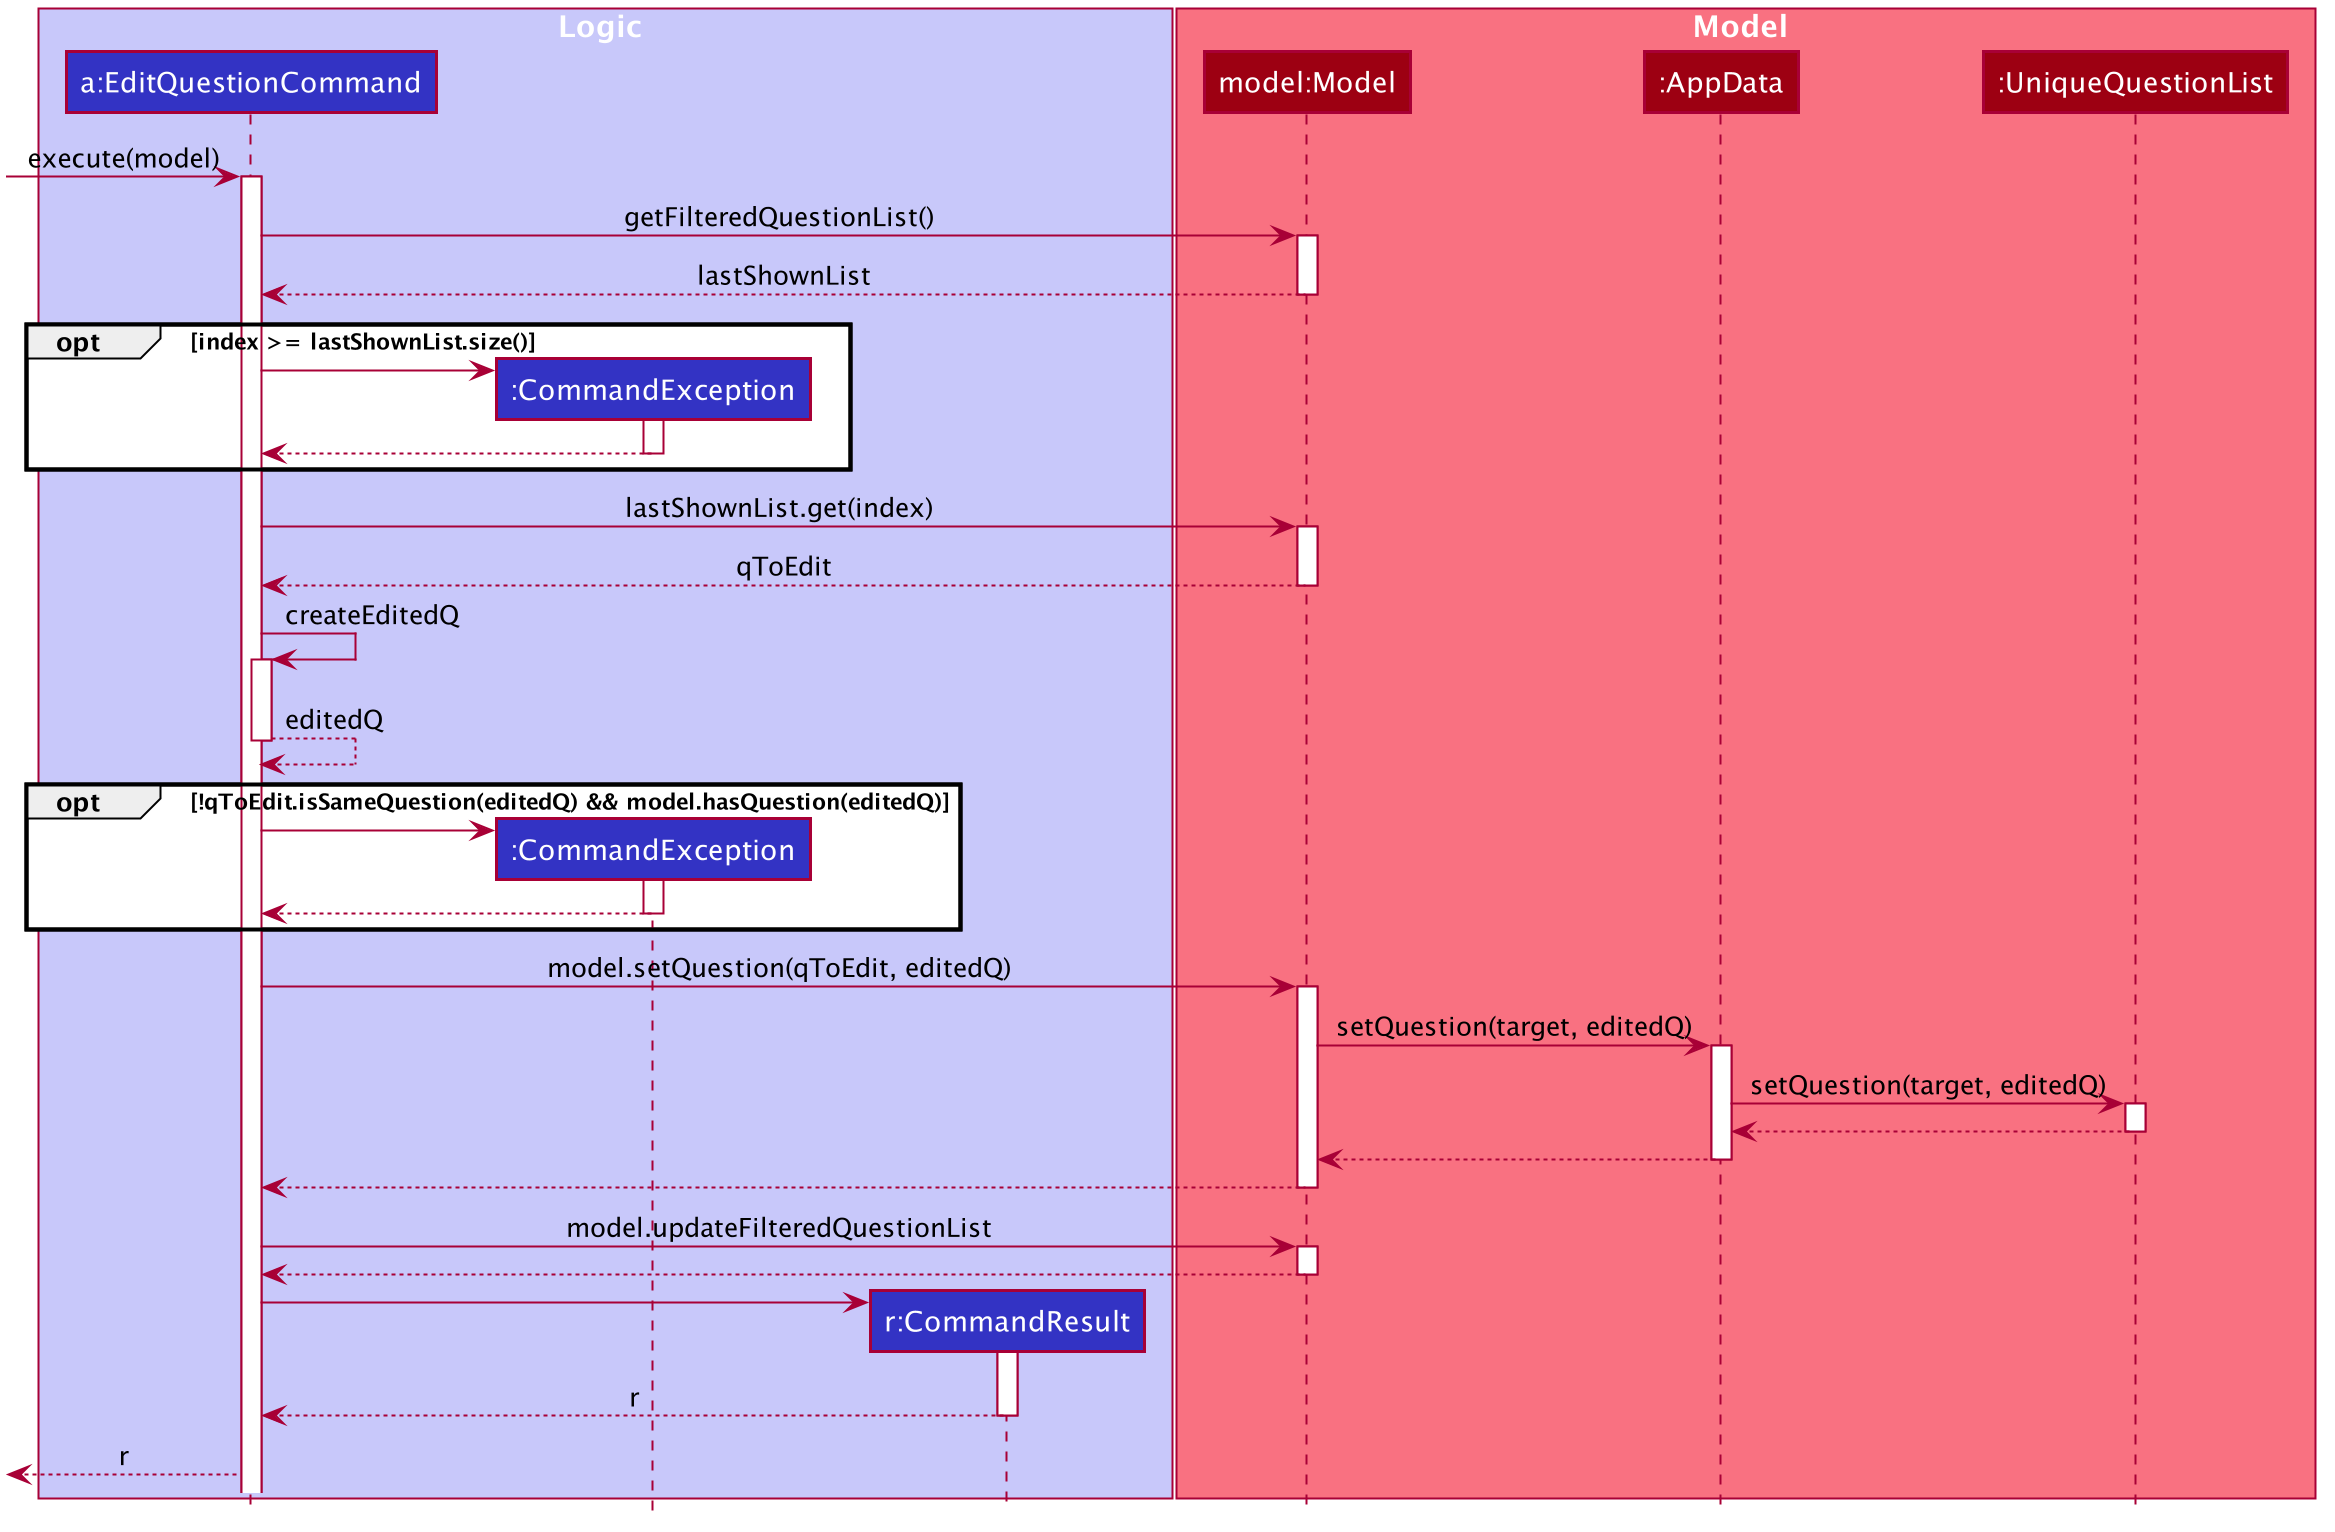 Logic
Model
a:EditQuestionCommand
model:Model
:AppData
:UniqueQuestionList
execute(model)
getFilteredQuestionList()
lastShownList
opt
[index >= lastShownList.size()]
:CommandException
lastShownList.get(index)
qToEdit
createEditedQ
editedQ
opt
[!qToEdit.isSameQuestion(editedQ) && model.hasQuestion(editedQ)]
:CommandException
model.setQuestion(qToEdit, editedQ)
setQuestion(target, editedQ)
setQuestion(target, editedQ)
model.updateFilteredQuestionList
r:CommandResult
r
r